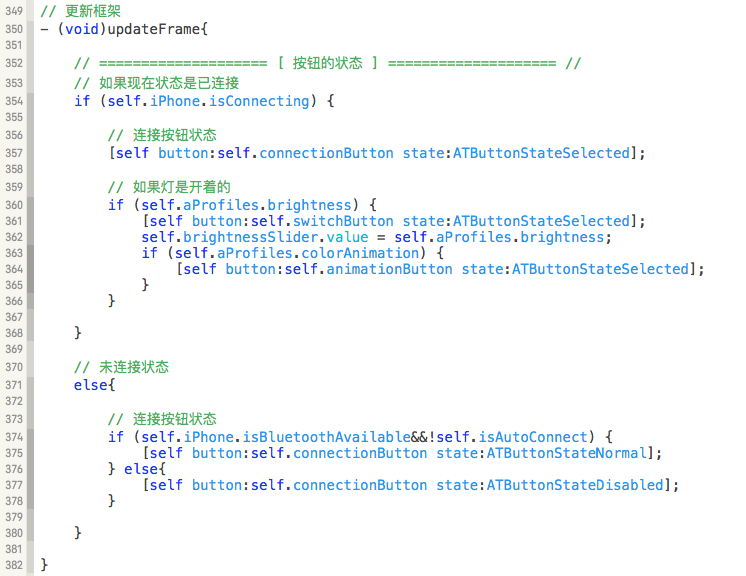 349 // 更新框架
350 - (void)updateFrame{
351
352 // ==================== [ 按钮的状态 ] ==================== //
353 // 如果现在状态是已连接
354 if (self.iPhone.isConnecting) {
355
356 // 连接按钮状态
357 [self button:self.connectionButton state:ATButtonStateSelected];
358
359 // 如果灯是开着的
360 if (self.aProfiles.brightness) {
361 [self button:self.switchButton state:ATButtonStateSelected];
362 self.brightnessSlider.value = self.aProfiles.brightness;
363 if (self.aProfiles.colorAnimation) {
364 [self button:self.animationButton state:ATButtonStateSelected];
365 }
366 }
367
368 }
369
370 // 未连接状态
371 else{
372
373 // 连接按钮状态
374 if (self.iPhone.isBluetoothAvailable&&!self.isAutoConnect) {
375 [self button:self.connectionButton state:ATButtonStateNormal];
376 } else{
377 [self button:self.connectionButton state:ATButtonStateDisabled];
378 }
379
380 }
381
382 }